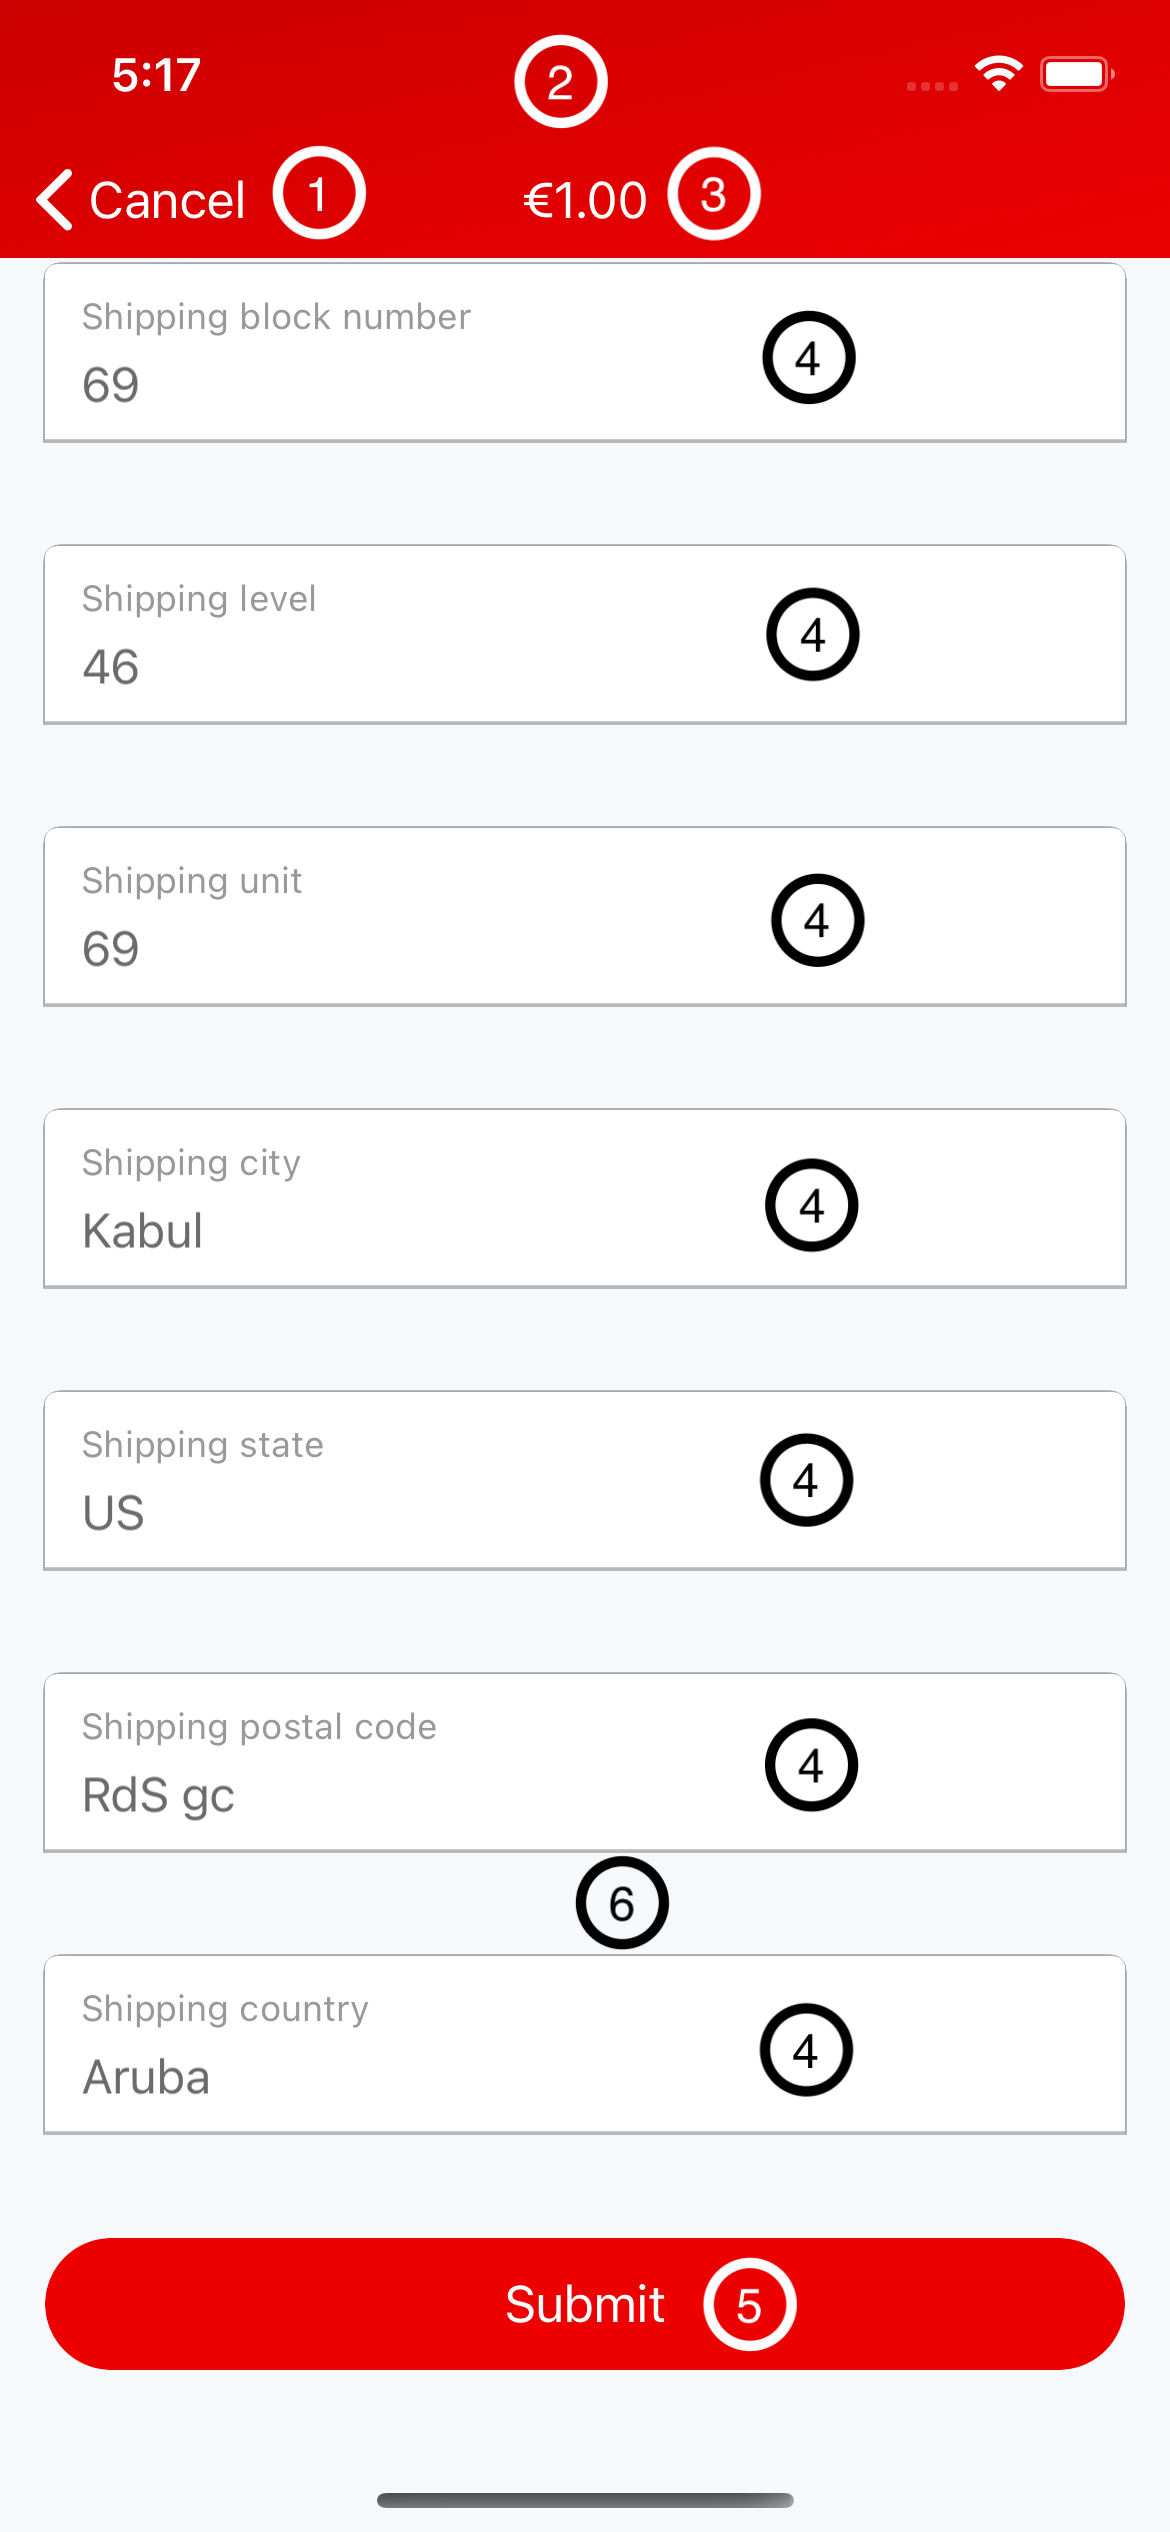 5:17
2
Cancel 1 €1.00 3
Shipping block number
69
4
Shipping level
46
4
Shipping unit
69
4
Shipping city
Kabul
4
Shipping state
US
4
Shipping postal code
RdS gc
4
6
Shipping country
Aruba
4
Submit 5